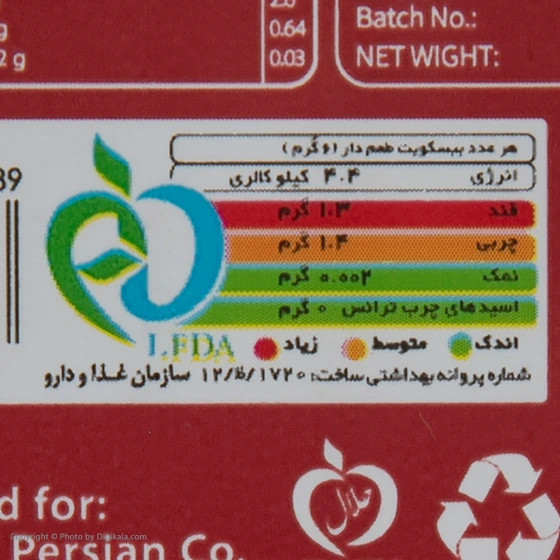 2.8
g 0.64
2 g 0.03
Batch No.:
NET WIGHT:
89
هر عدد بیسکویت طعم دار (۶ گرم)
انرژی ۴.۴ کیلو کالری
قند ۱.۳ گرم
چربی ۱.۴ گرم
نمک ۰.۰۰۲ گرم
اسیدهای چرب ترانس ۰ گرم
I.FDA
اندک متوسط زیاد
شماره پروانه بهداشتی ساخت: ۱۲/ظ/۱۷۲۰ سازمان غذا و دارو
حلال
d for:
Persian Co.
Copyright © Photo by Digikala.com